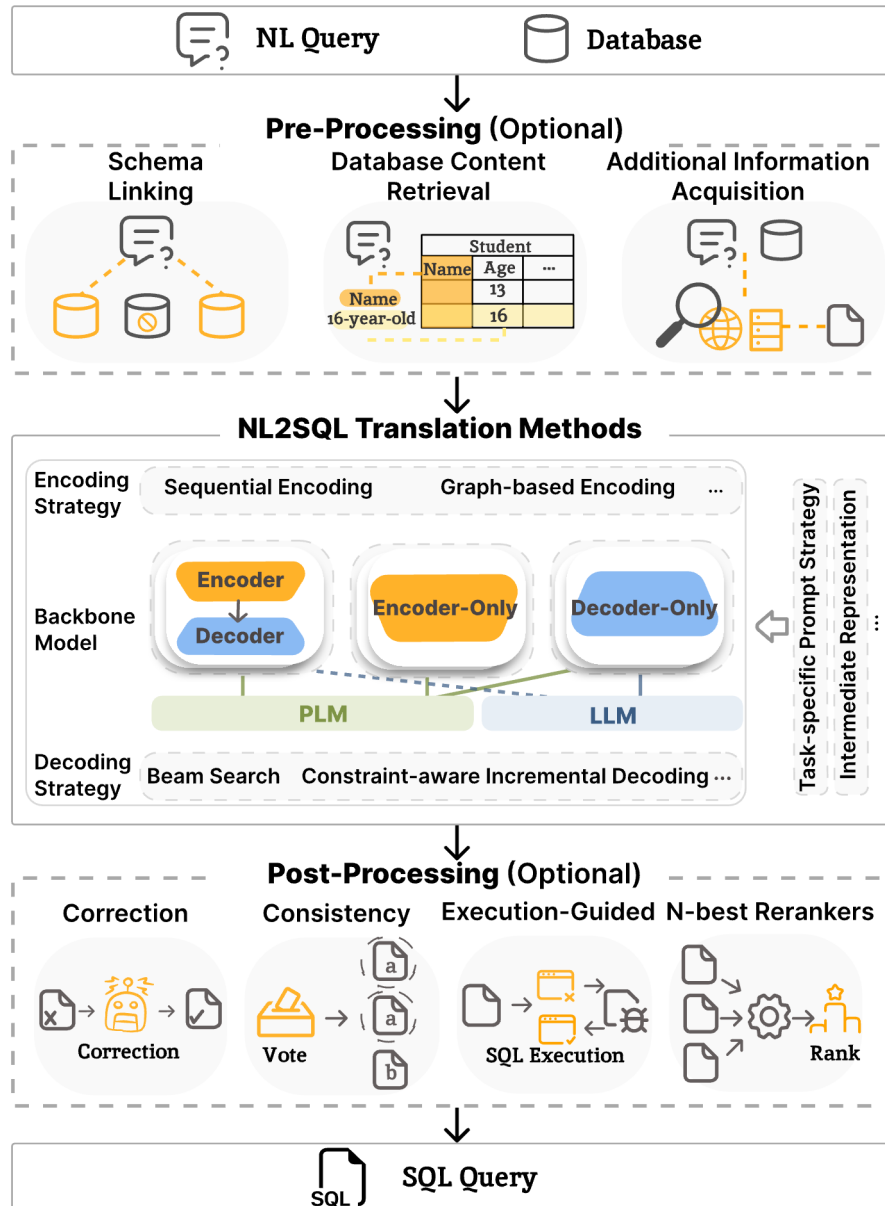 NL Query
Database
Pre-Processing (Optional)
Schema
Linking
Database Content
Retrieval
Additional Information
Acquisition
Student
Name
Age
...
13
16
Name
16-year-old
NL2SQL Translation Methods
Encoding
Strategy
Sequential Encoding
Graph-based Encoding
...
Backbone
Model
Encoder
Decoder
Encoder-Only
Decoder-Only
PLM
LLM
Decoding
Strategy
Beam Search
Constraint-aware Incremental Decoding
...
Task-specific Prompt Strategy
Intermediate Representation
...
Post-Processing (Optional)
Correction
Consistency
Execution-Guided
N-best Rerankers
Correction
Vote
a
a
b
SQL Execution
Rank
SQL
SQL Query